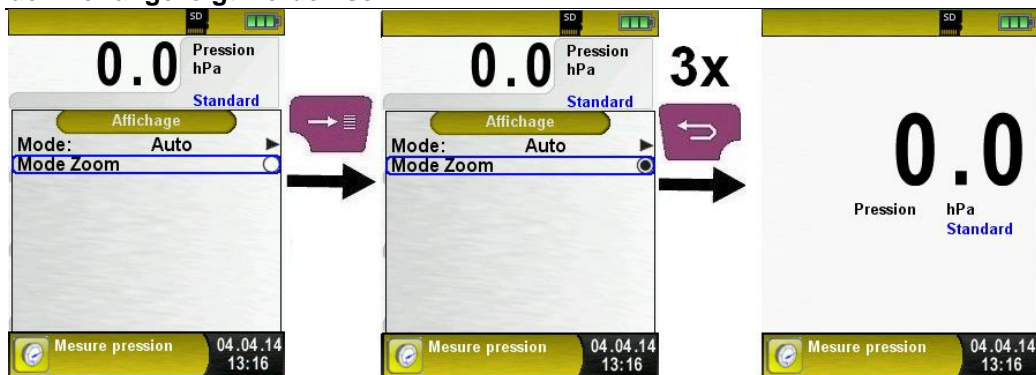 SD
0.0 Pression
hPa
Standard
Affichage
Mode: Auto
Mode Zoom
Mesure pression 04.04.14
13:16
SD
0.0 Pression
hPa
Standard
Affichage
Mode: Auto
Mode Zoom
Mesure pression 04.04.14
13:16
3x
SD
0.0
Pression hPa
Standard
Mesure pression 04.04.14
13:16